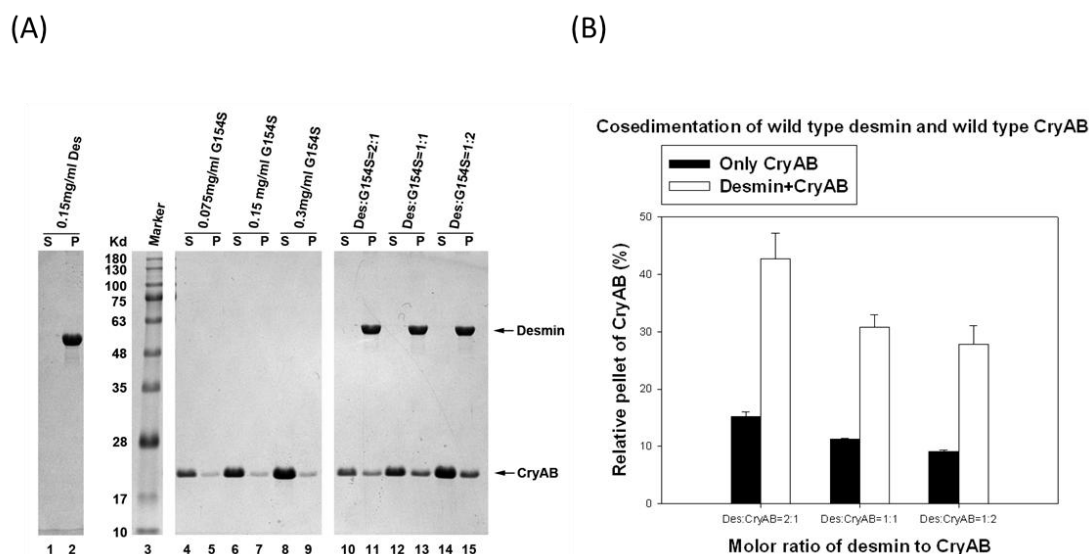 (A)
(B)
0.15mg/ml Des
Marker
0.075mg/ml G154S
0.15 mg/ml G154S
0.3mg/ml G154S
Des:G154S=2:1
Des:G154S=1:1
Des:G154S=1:2
S P Kd S P S P S P S P S P S P
180
130
100
75
63
48
35
28
17
10
Desmin
CryAB
1 2 3 4 5 6 7 8 9 10 11 12 13 14 15
Cosedimentation of wild type desmin and wild type CryAB
Only CryAB
Desmin+CryAB
Relative pellet of CryAB (%)
50
40
30
20
10
0
Des:CryAB=2:1 Des:CryAB=1:1 Des:CryAB=1:2
Molor ratio of desmin to CryAB